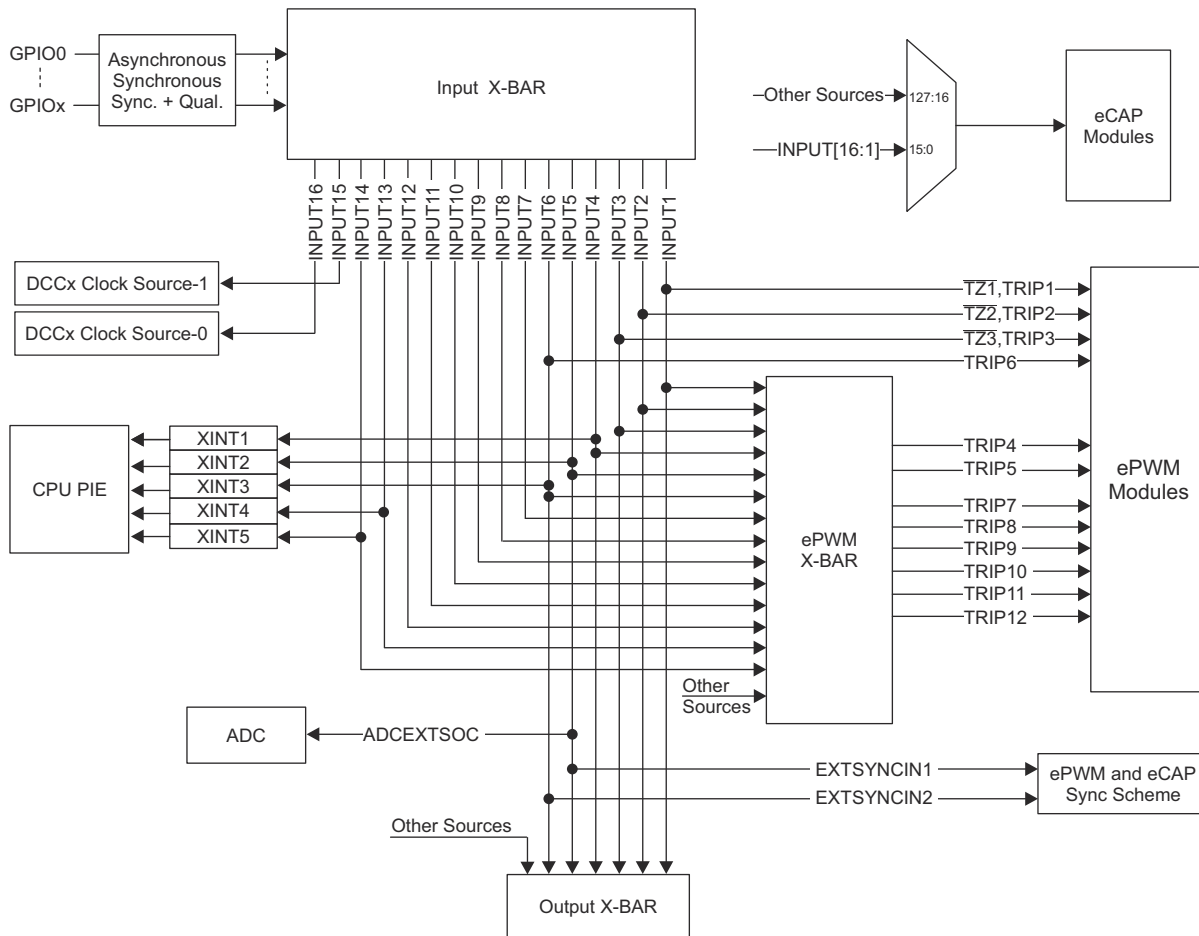 GPIO0
GPIOx
Asynchronous
Synchronous
Sync. + Qual.
Input X-BAR
Other Sources
127:16
INPUT[16:1]
15:0
eCAP
Modules
INPUT16
INPUT15
INPUT14
INPUT13
INPUT12
INPUT11
INPUT10
INPUT9
INPUT8
INPUT7
INPUT6
INPUT5
INPUT4
INPUT3
INPUT2
INPUT1
DCCx Clock Source-1
DCCx Clock Source-0
TZ1,TRIP1
TZ2,TRIP2
TZ3,TRIP3
TRIP6
CPU PIE
XINT1
XINT2
XINT3
XINT4
XINT5
ePWM
X-BAR
TRIP4
TRIP5
TRIP7
TRIP8
TRIP9
TRIP10
TRIP11
TRIP12
ePWM
Modules
Other
Sources
ADC
ADCEXTSOC
EXTSYNCIN1
EXTSYNCIN2
ePWM and eCAP
Sync Scheme
Other Sources
Output X-BAR